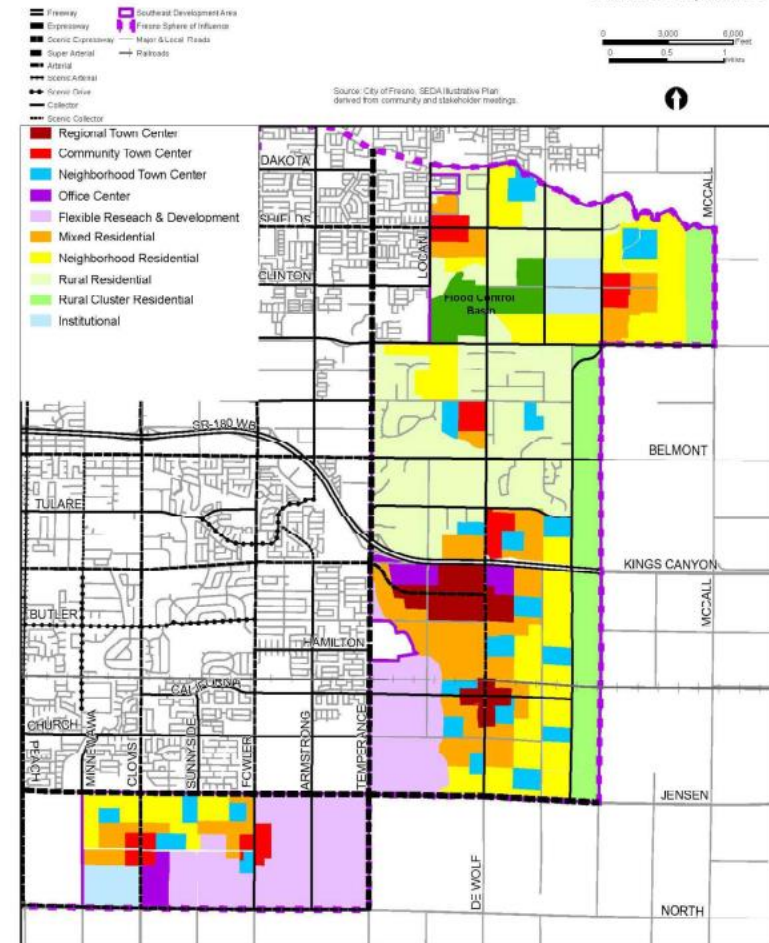 Freeway
Expressway
Scenic Expressway
Super Arterial
Arterial
Scenic Arterial
Scenic Drive
Collector
Scenic Collector
Southeast Development Area
Fresno Sphere of Influence
Major & Local Roads
Railroads
0 3,000 6,000
Feet
0 0.5 1
Miles
Source: City of Fresno, SEDA Illustrative Plan
derived from community and stakeholder meetings.
Regional Town Center
Community Town Center
Neighborhood Town Center
Office Center
Flexible Reseach & Development
Mixed Residential
Neighborhood Residential
Rural Residential
Rural Cluster Residential
Institutional
DAKOTA
SHIELDS
CLINTON
LOCAN
MCCALL
Flood Control
Basin
SR-180 WB
BELMONT
TULARE
KINGS CANYON
BUTLER
HAMILTON
MCCALL
CALIFORNIA
CHURCH
PEACH
MINNEWAWA
CLOVIS
SUNNYSIDE
FOWLER
ARMSTRONG
TEMPERANCE
JENSEN
DE WOLF
NORTH